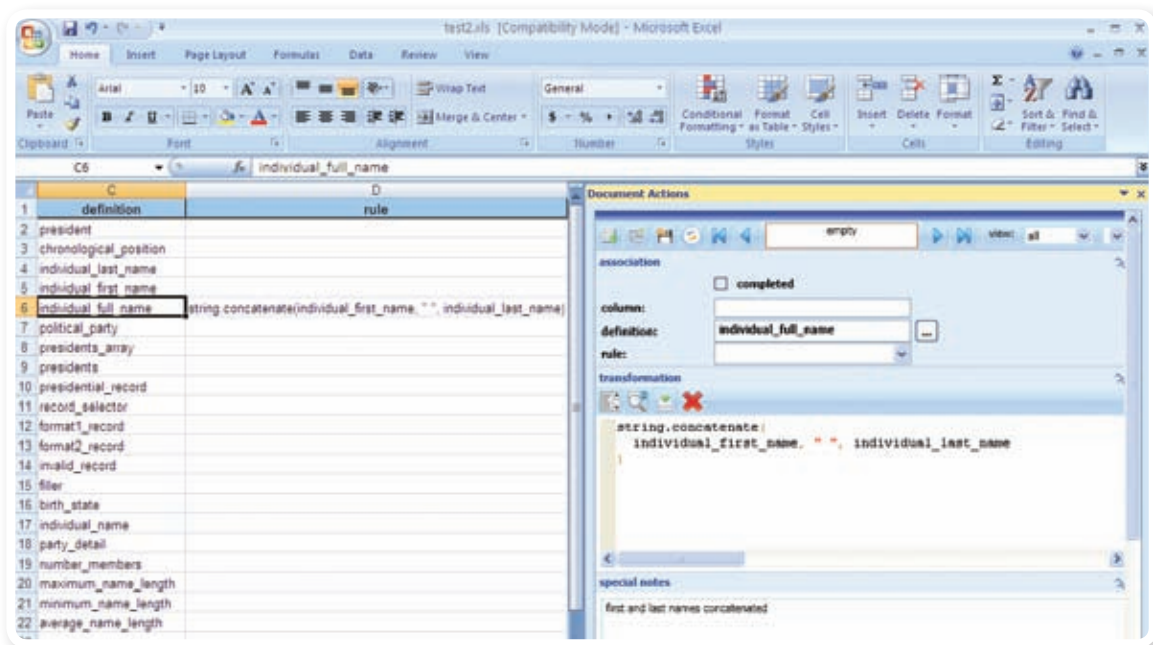 test2.xls [Compatibility Mode] - Microsoft Excel
Home Insert Page Layout Formulas Data Review View
Paste Arial 10 A A Wrap Text General Conditional Format Cell Insert Delete Format Σ Sort & Find &
B I U A Merge & Center $ % , Formatting as Table Styles Filter Select
Clipboard Font Alignment Number Styles Cells Editing
C6 fx individual_full_name
C D
1 definition rule
2 president
3 chronological_position
4 individual_last_name
5 individual_first_name
6 individual_full_name string.concatenate(individual_first_name, " ", individual_last_name)
7 political_party
8 presidents_array
9 presidents
10 presidential_record
11 record_selector
12 format1_record
13 format2_record
14 invalid_record
15 filler
16 birth_state
17 individual_name
18 party_detail
19 number_members
20 maximum_name_length
21 minimum_name_length
22 average_name_length
Document Actions
empty view: all
association
completed
column:
definition: individual_full_name ...
rule:
transformation
string.concatenate(
individual_first_name, " ", individual_last_name
)
special notes
first and last names concatenated